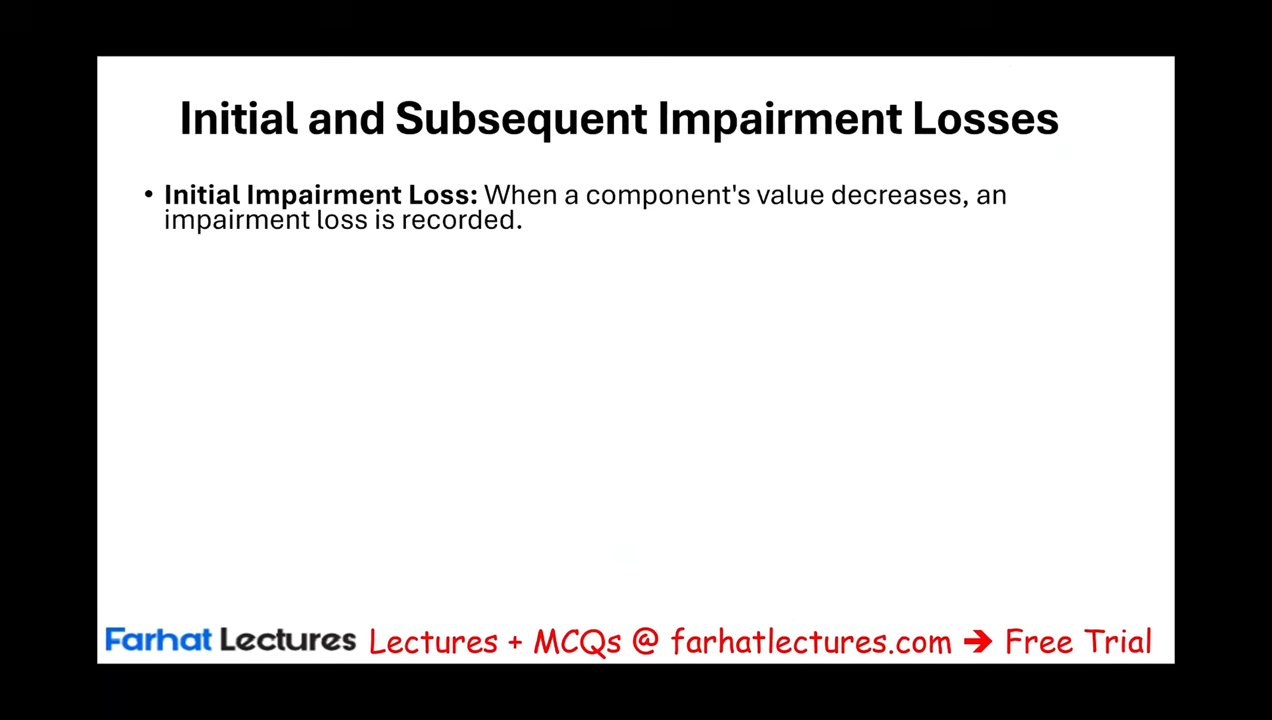 Initial and Subsequent Impairment Losses
• Initial Impairment Loss: When a component's value decreases, an
impairment loss is recorded.
Farhat Lectures Lectures + MCQs @ farhatlectures.com → Free Trial